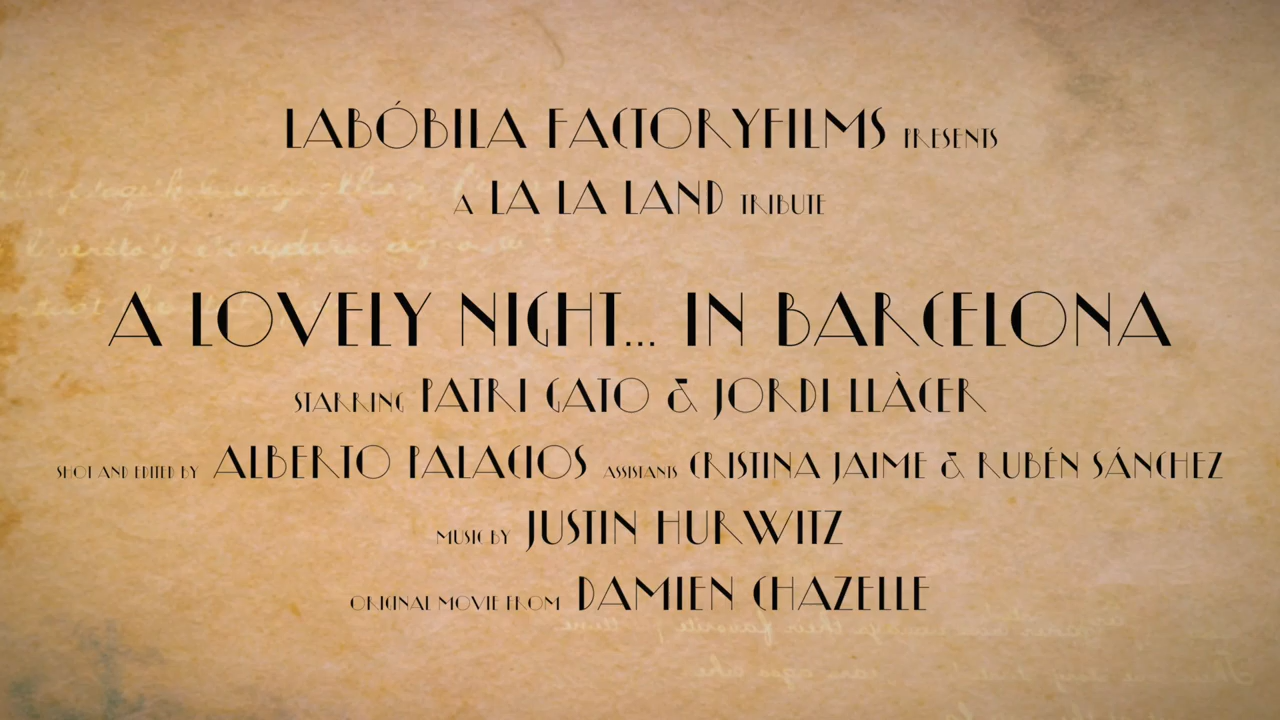 LABÓBILA FACTORYFILMS PRESENTS
A LA LA LAND TRIBUTE
A LOVELY NIGHT... IN BARCELONA
STARRING PATRI GATO & JORDI LLÀCER
SHOT AND EDITED BY ALBERTO PALACIOS ASSISTANTS CRISTINA JAIME & RUBÉN SÁNCHEZ
MUSIC BY JUSTIN HURWITZ
ORIGINAL MOVIE FROM DAMIEN CHAZELLE